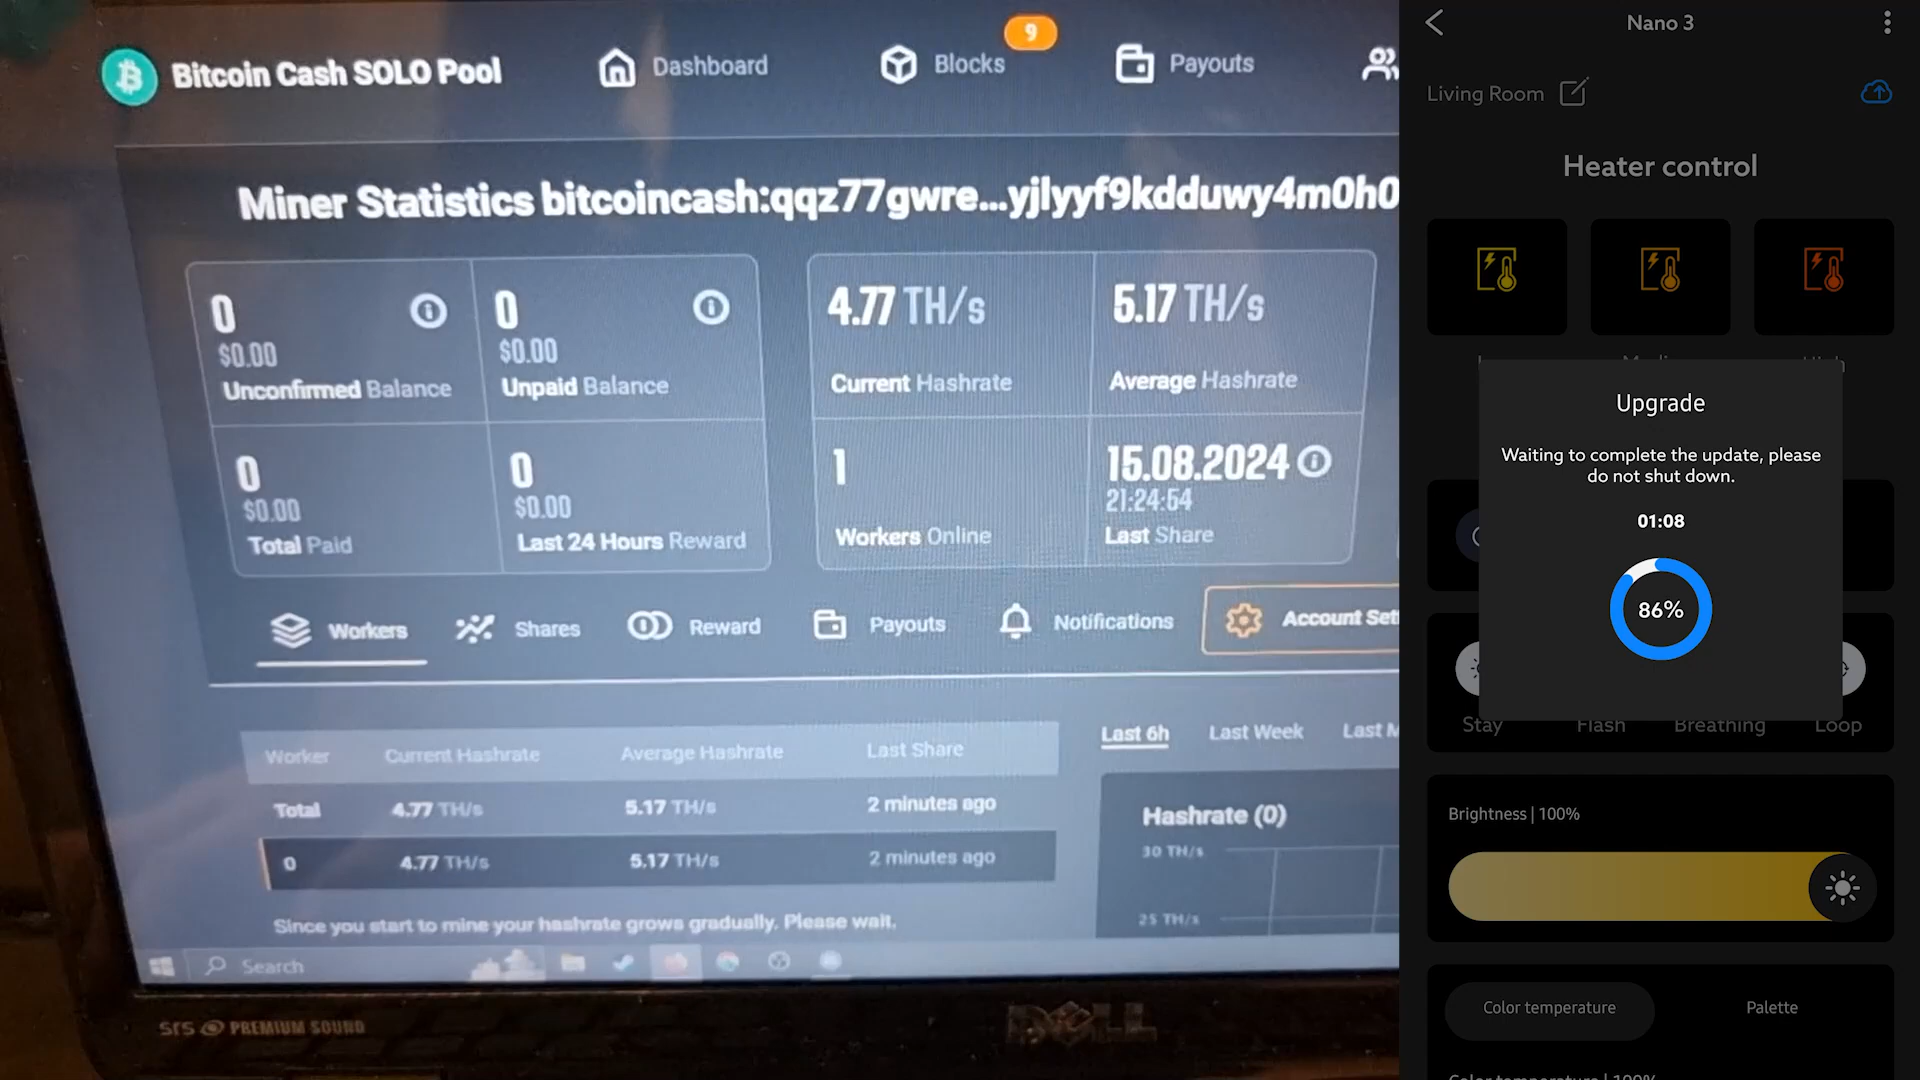 Bitcoin Cash SOLO Pool
Dashboard
Blocks
9
Payouts
Miner Statistics bitcoincash:qqz77gwre...yjlyyf9kdduwy4m0h0
0
$0.00
Unconfirmed Balance
0
$0.00
Unpaid Balance
4.77 TH/s
Current Hashrate
5.17 TH/s
Average Hashrate
0
$0.00
Total Paid
0
$0.00
Last 24 Hours Reward
1
Workers Online
15.08.2024
21:24:54
Last Share
Workers
Shares
Reward
Payouts
Notifications
Account Set
Worker Current Hashrate Average Hashrate Last Share
Total 4.77 TH/s 5.17 TH/s 2 minutes ago
0 4.77 TH/s 5.17 TH/s 2 minutes ago
Since you start to mine your hashrate grows gradually. Please wait.
Last 6h Last Week Last M
Hashrate (0)
30 TH/s
25 TH/s
Search
SRS PREMIUM SOUND
DELL
Nano 3
Living Room
Heater control
Upgrade
Waiting to complete the update, please
do not shut down.
01:08
86%
Stay Flash Breathing Loop
Brightness | 100%
Color temperature Palette
Color temperature | 100%